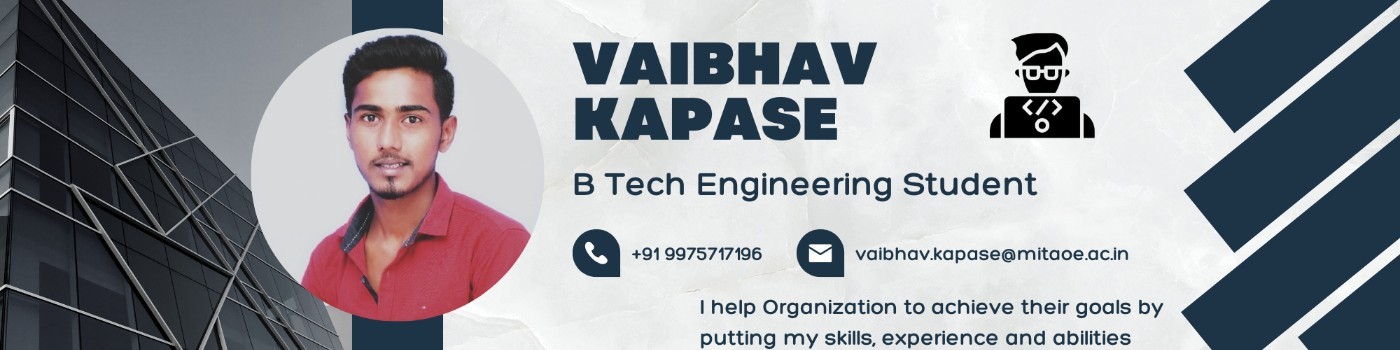 VAIBHAV
KAPASE
B Tech Engineering Student
+91 9975717196
vaibhav.kapase@mitaoe.ac.in
I help Organization to achieve their goals by
putting my skills, experience and abilities